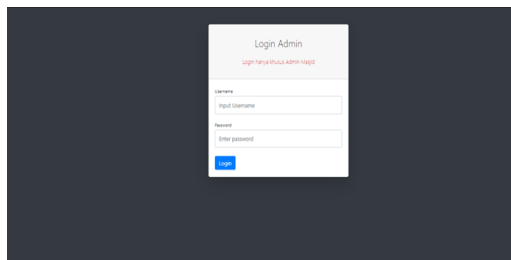 Login Admin
Login hanya khusus Admin Masjid
Username
Input Username
Password
Enter password
Login